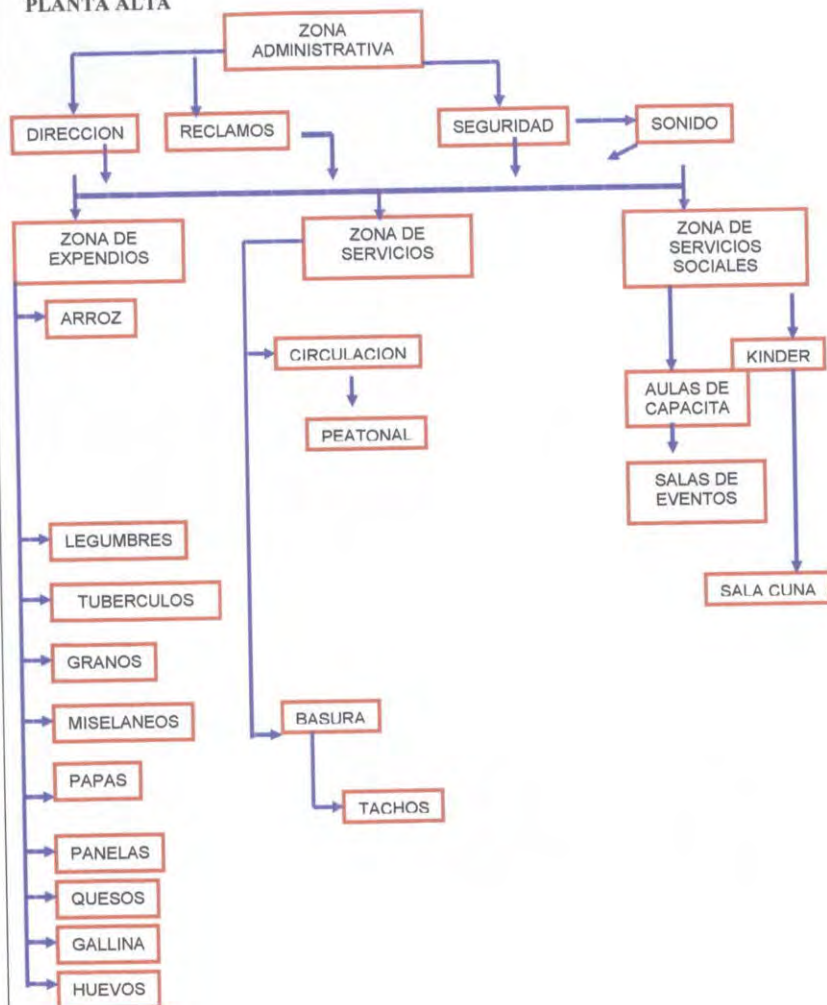 PLANTA ALTA
ZONA
ADMINISTRATIVA
DIRECCION
RECLAMOS
SEGURIDAD
SONIDO
ZONA DE
EXPENDIOS
ZONA DE
SERVICIOS
ZONA DE
SERVICIOS
SOCIALES
ARROZ
CIRCULACION
KINDER
PEATONAL
AULAS DE
CAPACITA
SALAS DE
EVENTOS
LEGUMBRES
TUBERCULOS
SALA CUNA
GRANOS
MISELANEOS
BASURA
PAPAS
TACHOS
PANELAS
QUESOS
GALLINA
HUEVOS